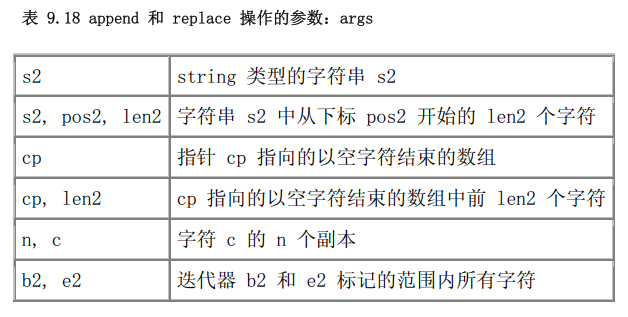 表 9.18 append 和 replace 操作的参数：args
s2 string 类型的字符串 s2
s2, pos2, len2 字符串 s2 中从下标 pos2 开始的 len2 个字符
cp 指针 cp 指向的以空字符结束的数组
cp, len2 cp 指向的以空字符结束的数组中前 len2 个字符
n, c 字符 c 的 n 个副本
b2, e2 迭代器 b2 和 e2 标记的范围内所有字符